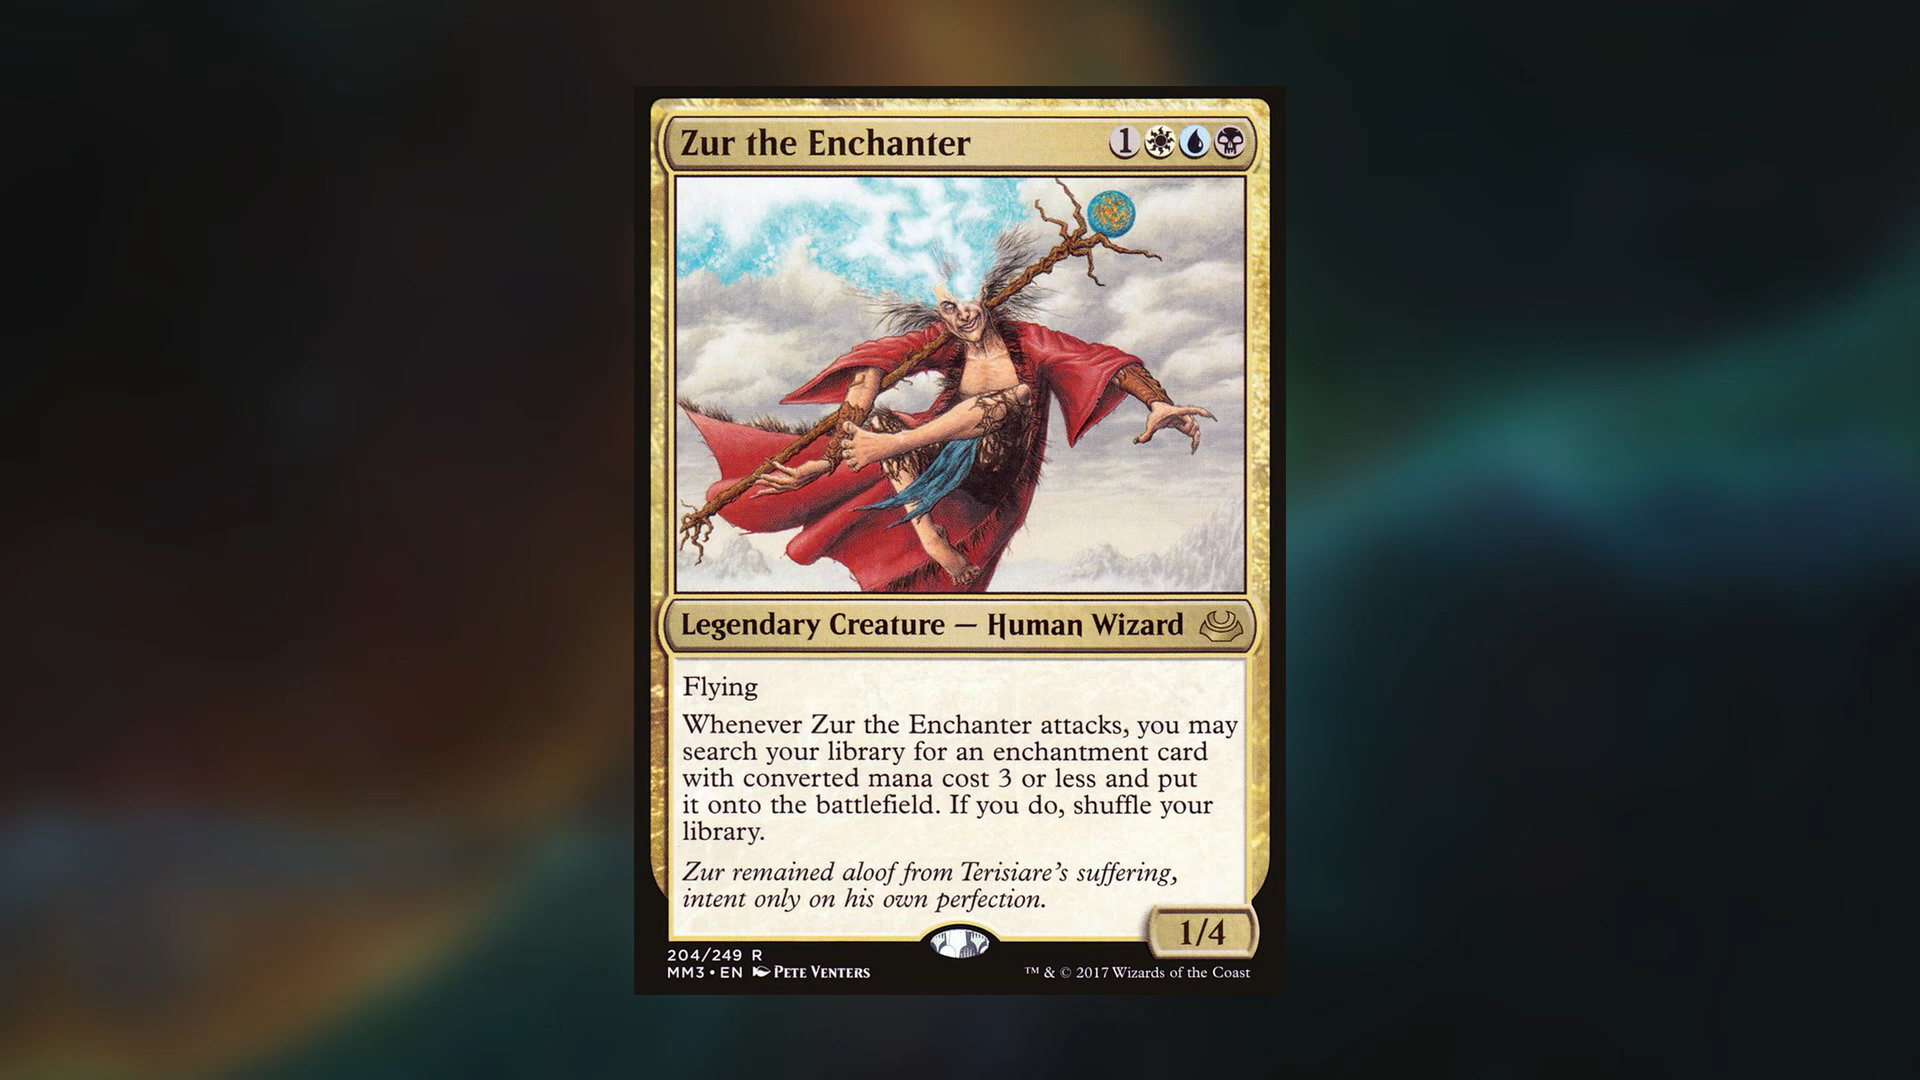 Zur the Enchanter 1
Legendary Creature — Human Wizard
Flying
Whenever Zur the Enchanter attacks, you may
search your library for an enchantment card
with converted mana cost 3 or less and put
it onto the battlefield. If you do, shuffle your
library.
Zur remained aloof from Terisiare's suffering,
intent only on his own perfection.
1/4
204/249 R
MM3 • EN PETE VENTERS
™ & © 2017 Wizards of the Coast